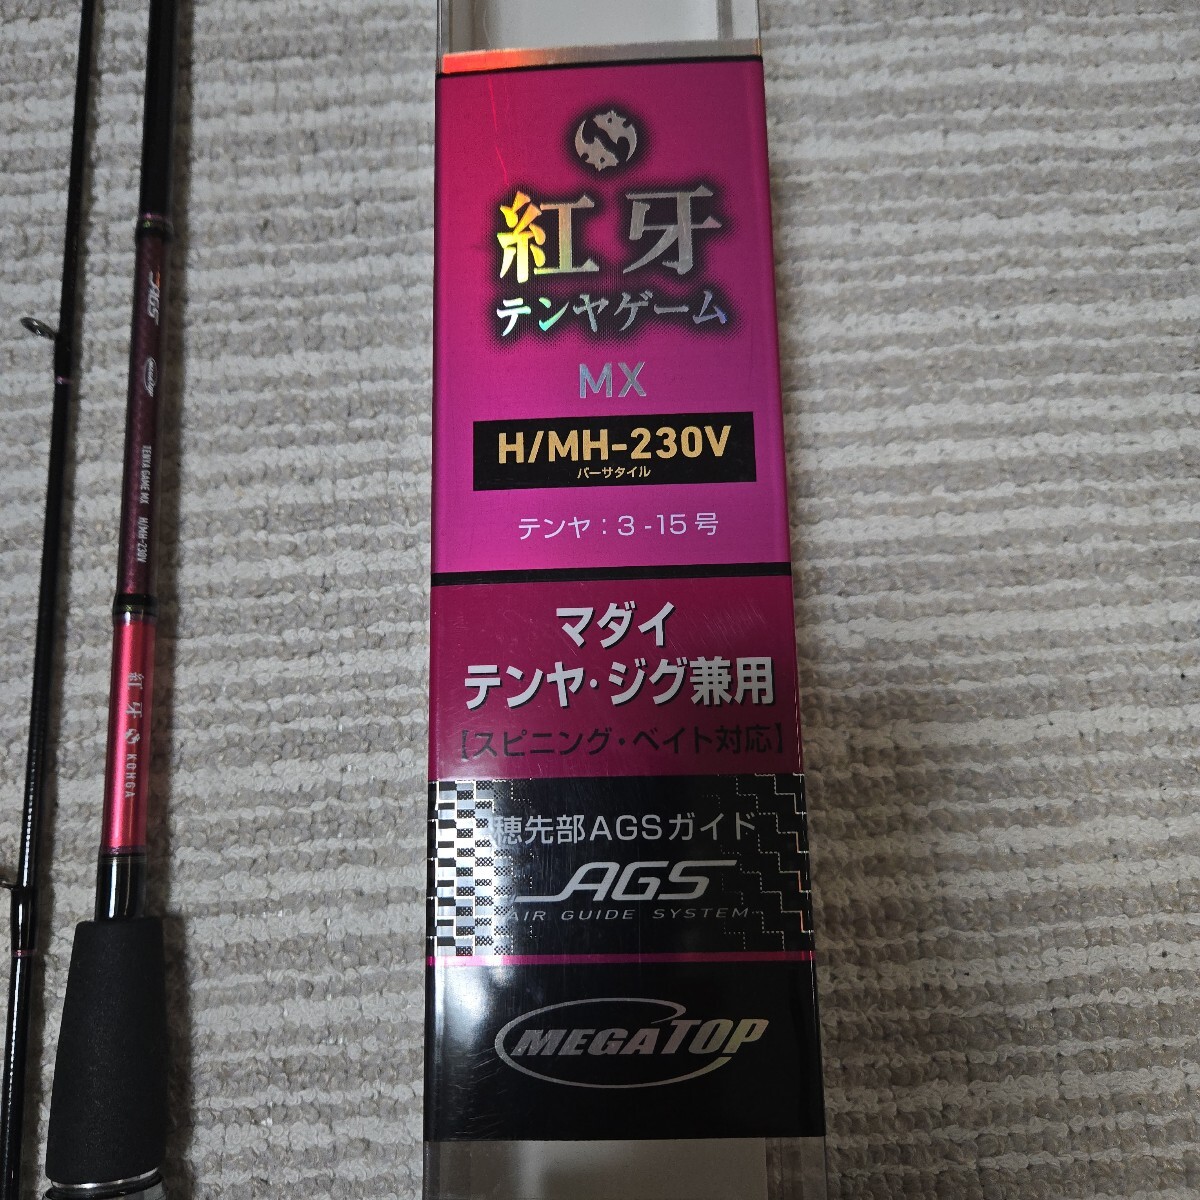 紅牙
テンヤゲーム
MX
H/MH-230V
バーサタイル
テンヤ：3-15号
マダイ
テンヤ・ジグ兼用
【スピニング・ベイト対応】
穂先部AGSガイド
AGS
AIR GUIDE SYSTEM
MEGATOP
AGS
MEGATOP
TENYA GAME MX H/MH-230V
紅牙 KOHGA